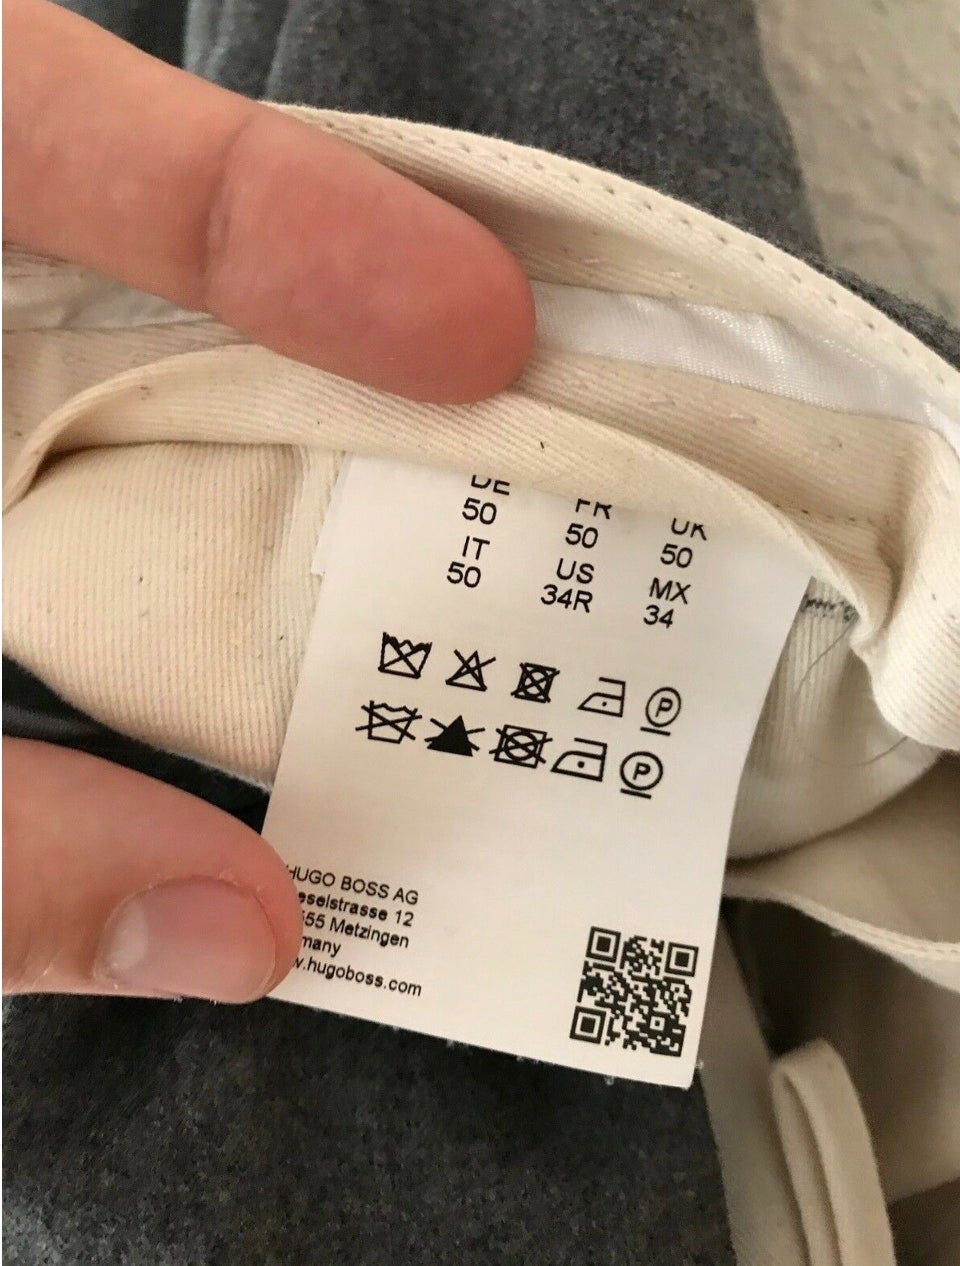 DE FR UK
50 50 50
IT US MX
50 34R 34
P
P
HUGO BOSS AG
12
Metzingen
.hugoboss.com